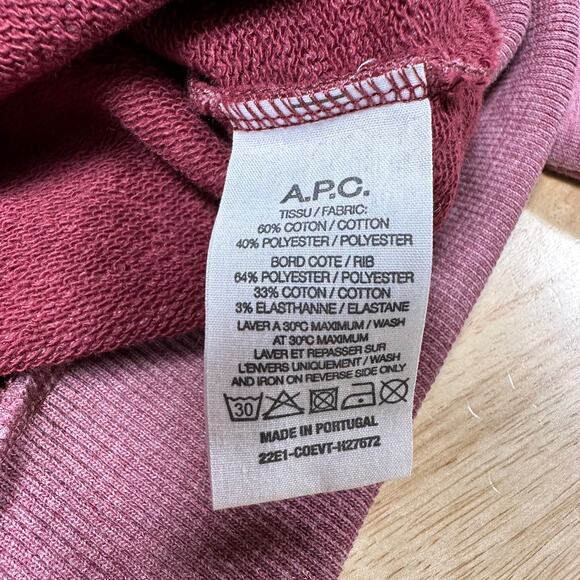 A.P.C.
TISSU / FABRIC:
60% COTON / COTTON
40% POLYESTER / POLYESTER
BORD COTE / RIB
64% POLYESTER / POLYESTER
33% COTON / COTTON
3% ELASTHANNE / ELASTANE
LAVER A 30ºC MAXIMUM / WASH
AT 30ºC MAXIMUM
LAVER ET REPASSER SUR
L'ENVERS UNIQUEMENT / WASH
AND IRON ON REVERSE SIDE ONLY
30
MADE IN PORTUGAL
22E1-COEVT-H27672